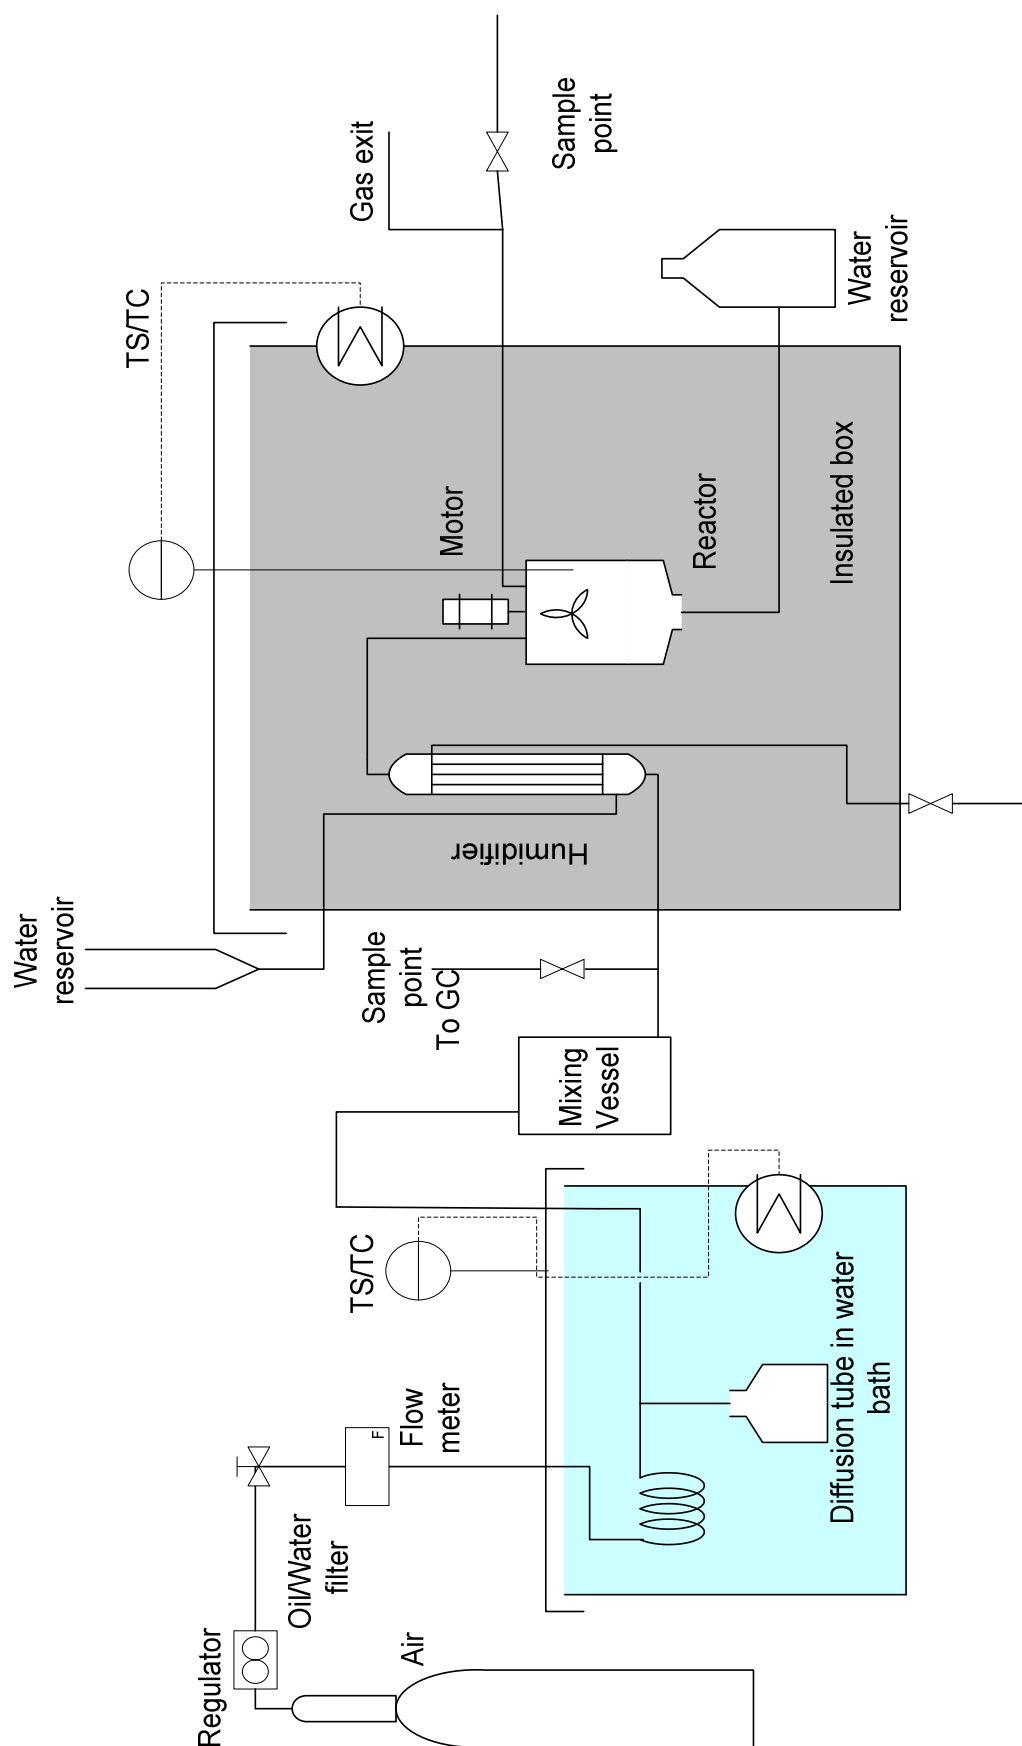 Regulator
Air
Oil/Water
filter
F
Flow
meter
TS/TC
Diffusion tube in water
bath
Mixing
Vessel
Water
reservoir
Sample
point
To GC
Humidifier
Motor
Reactor
Insulated box
TS/TC
Gas exit
Sample
point
Water
reservoir